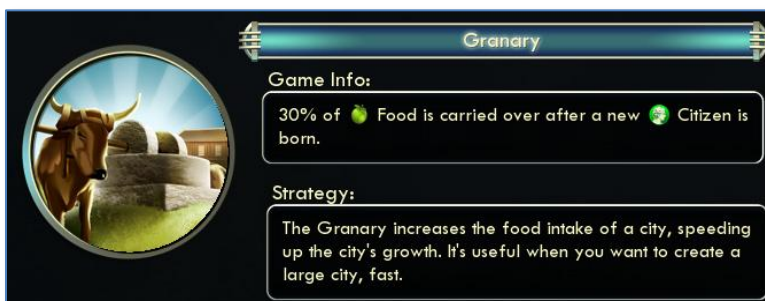 Granary
Game Info:
30% of Food is carried over after a new Citizen is
born.
Strategy:
The Granary increases the food intake of a city, speeding
up the city's growth. It's useful when you want to create a
large city, fast.